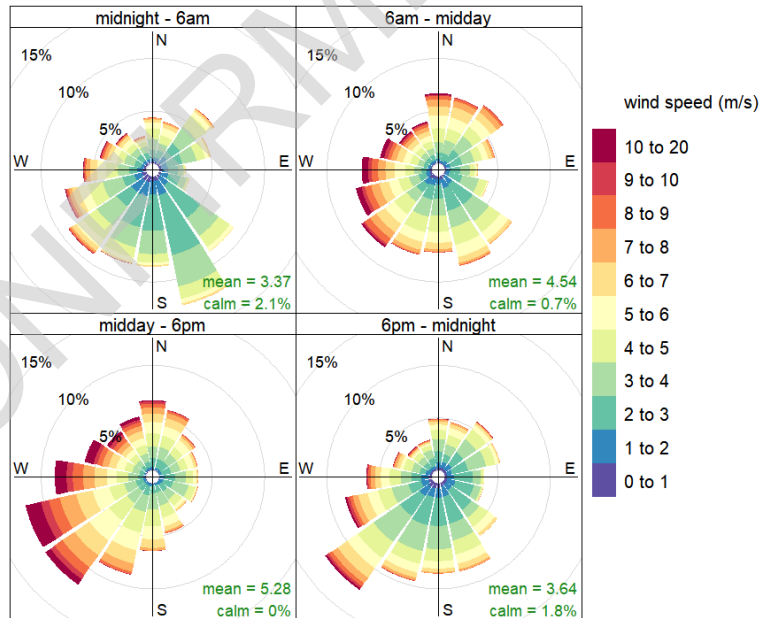 midnight - 6am
6am - midday
N
N
15%
15%
10%
10%
5%
5%
W
E
W
E
mean = 3.37
mean = 4.54
S
calm = 2.1%
S
calm = 0.7%
midday - 6pm
6pm - midnight
N
N
15%
15%
10%
10%
5%
5%
W
E
W
E
mean = 5.28
mean = 3.64
S
calm = 0%
S
calm = 1.8%
wind speed (m/s)
10 to 20
9 to 10
8 to 9
7 to 8
6 to 7
5 to 6
4 to 5
3 to 4
2 to 3
1 to 2
0 to 1